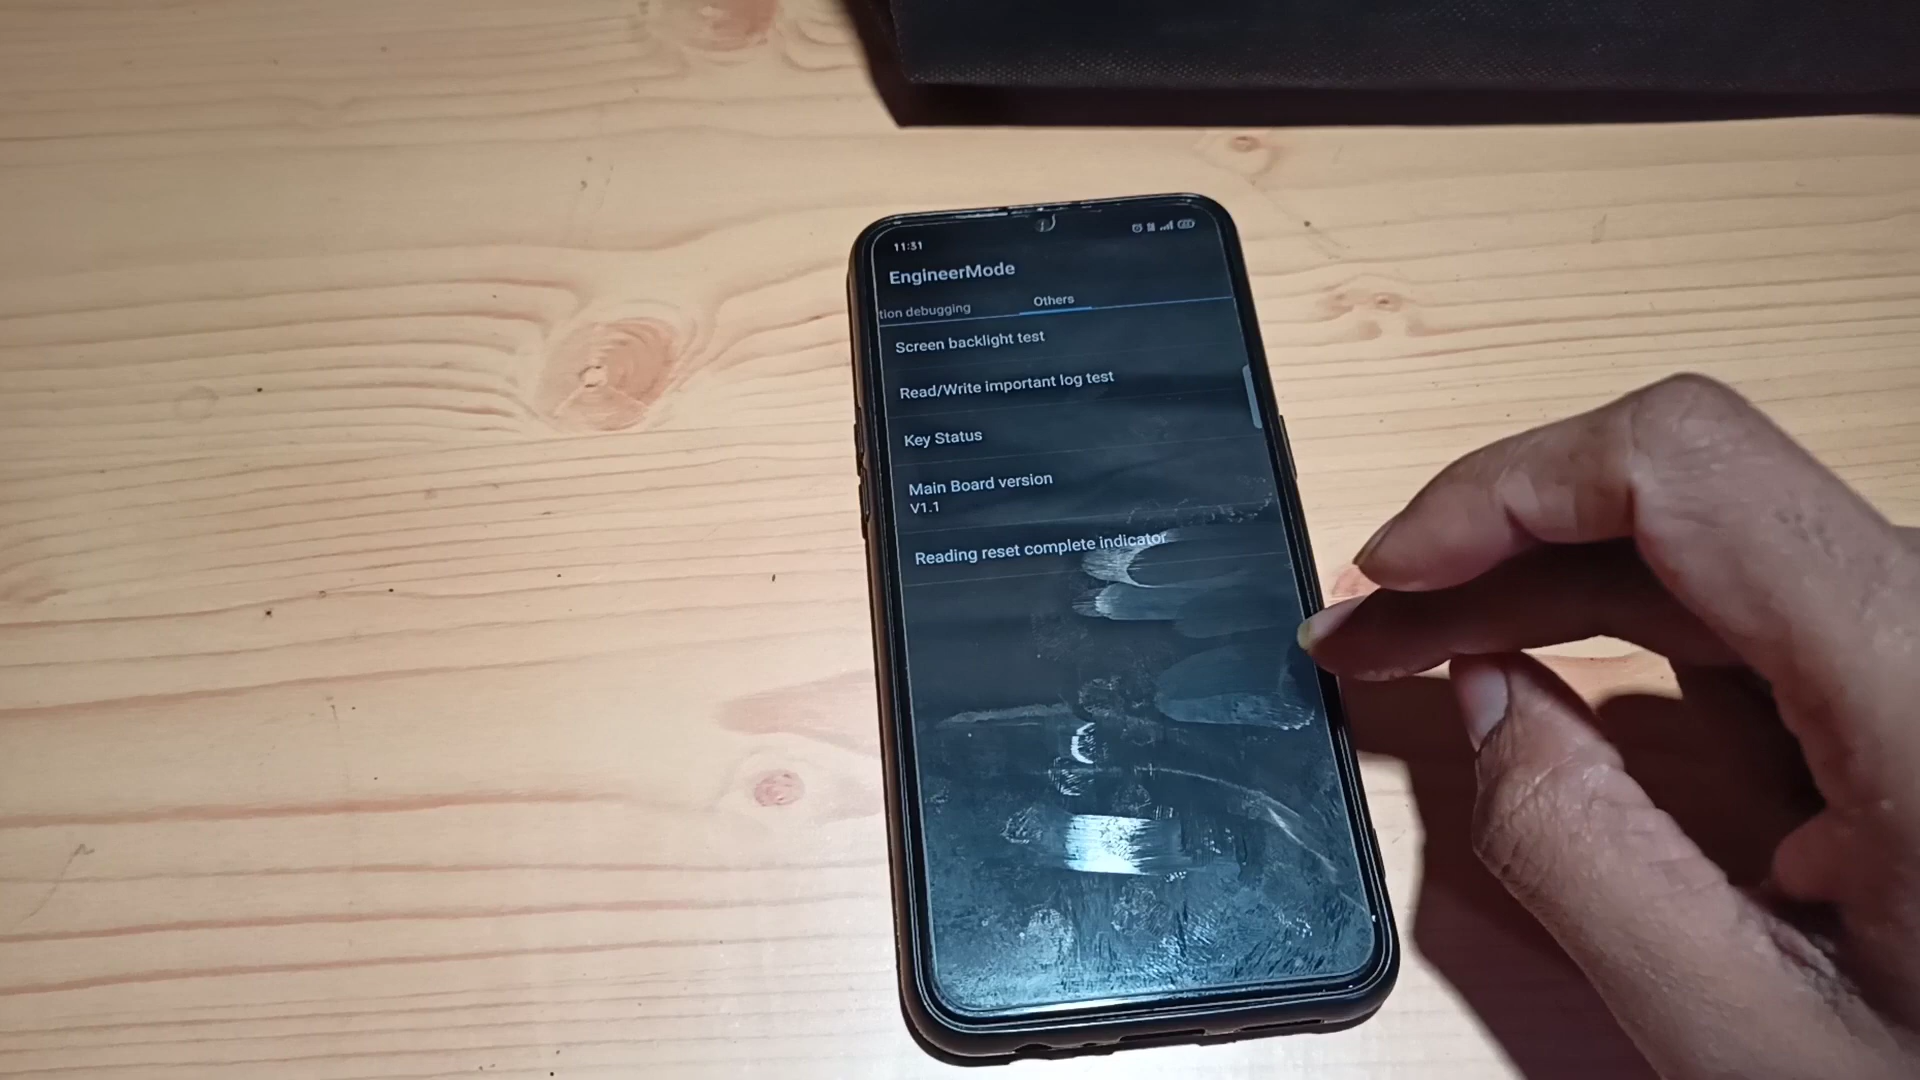 11:31
EngineerMode
tion debugging
Others
Screen backlight test
Read/Write important log test
Key Status
Main Board version
V1.1
Reading reset complete indicator